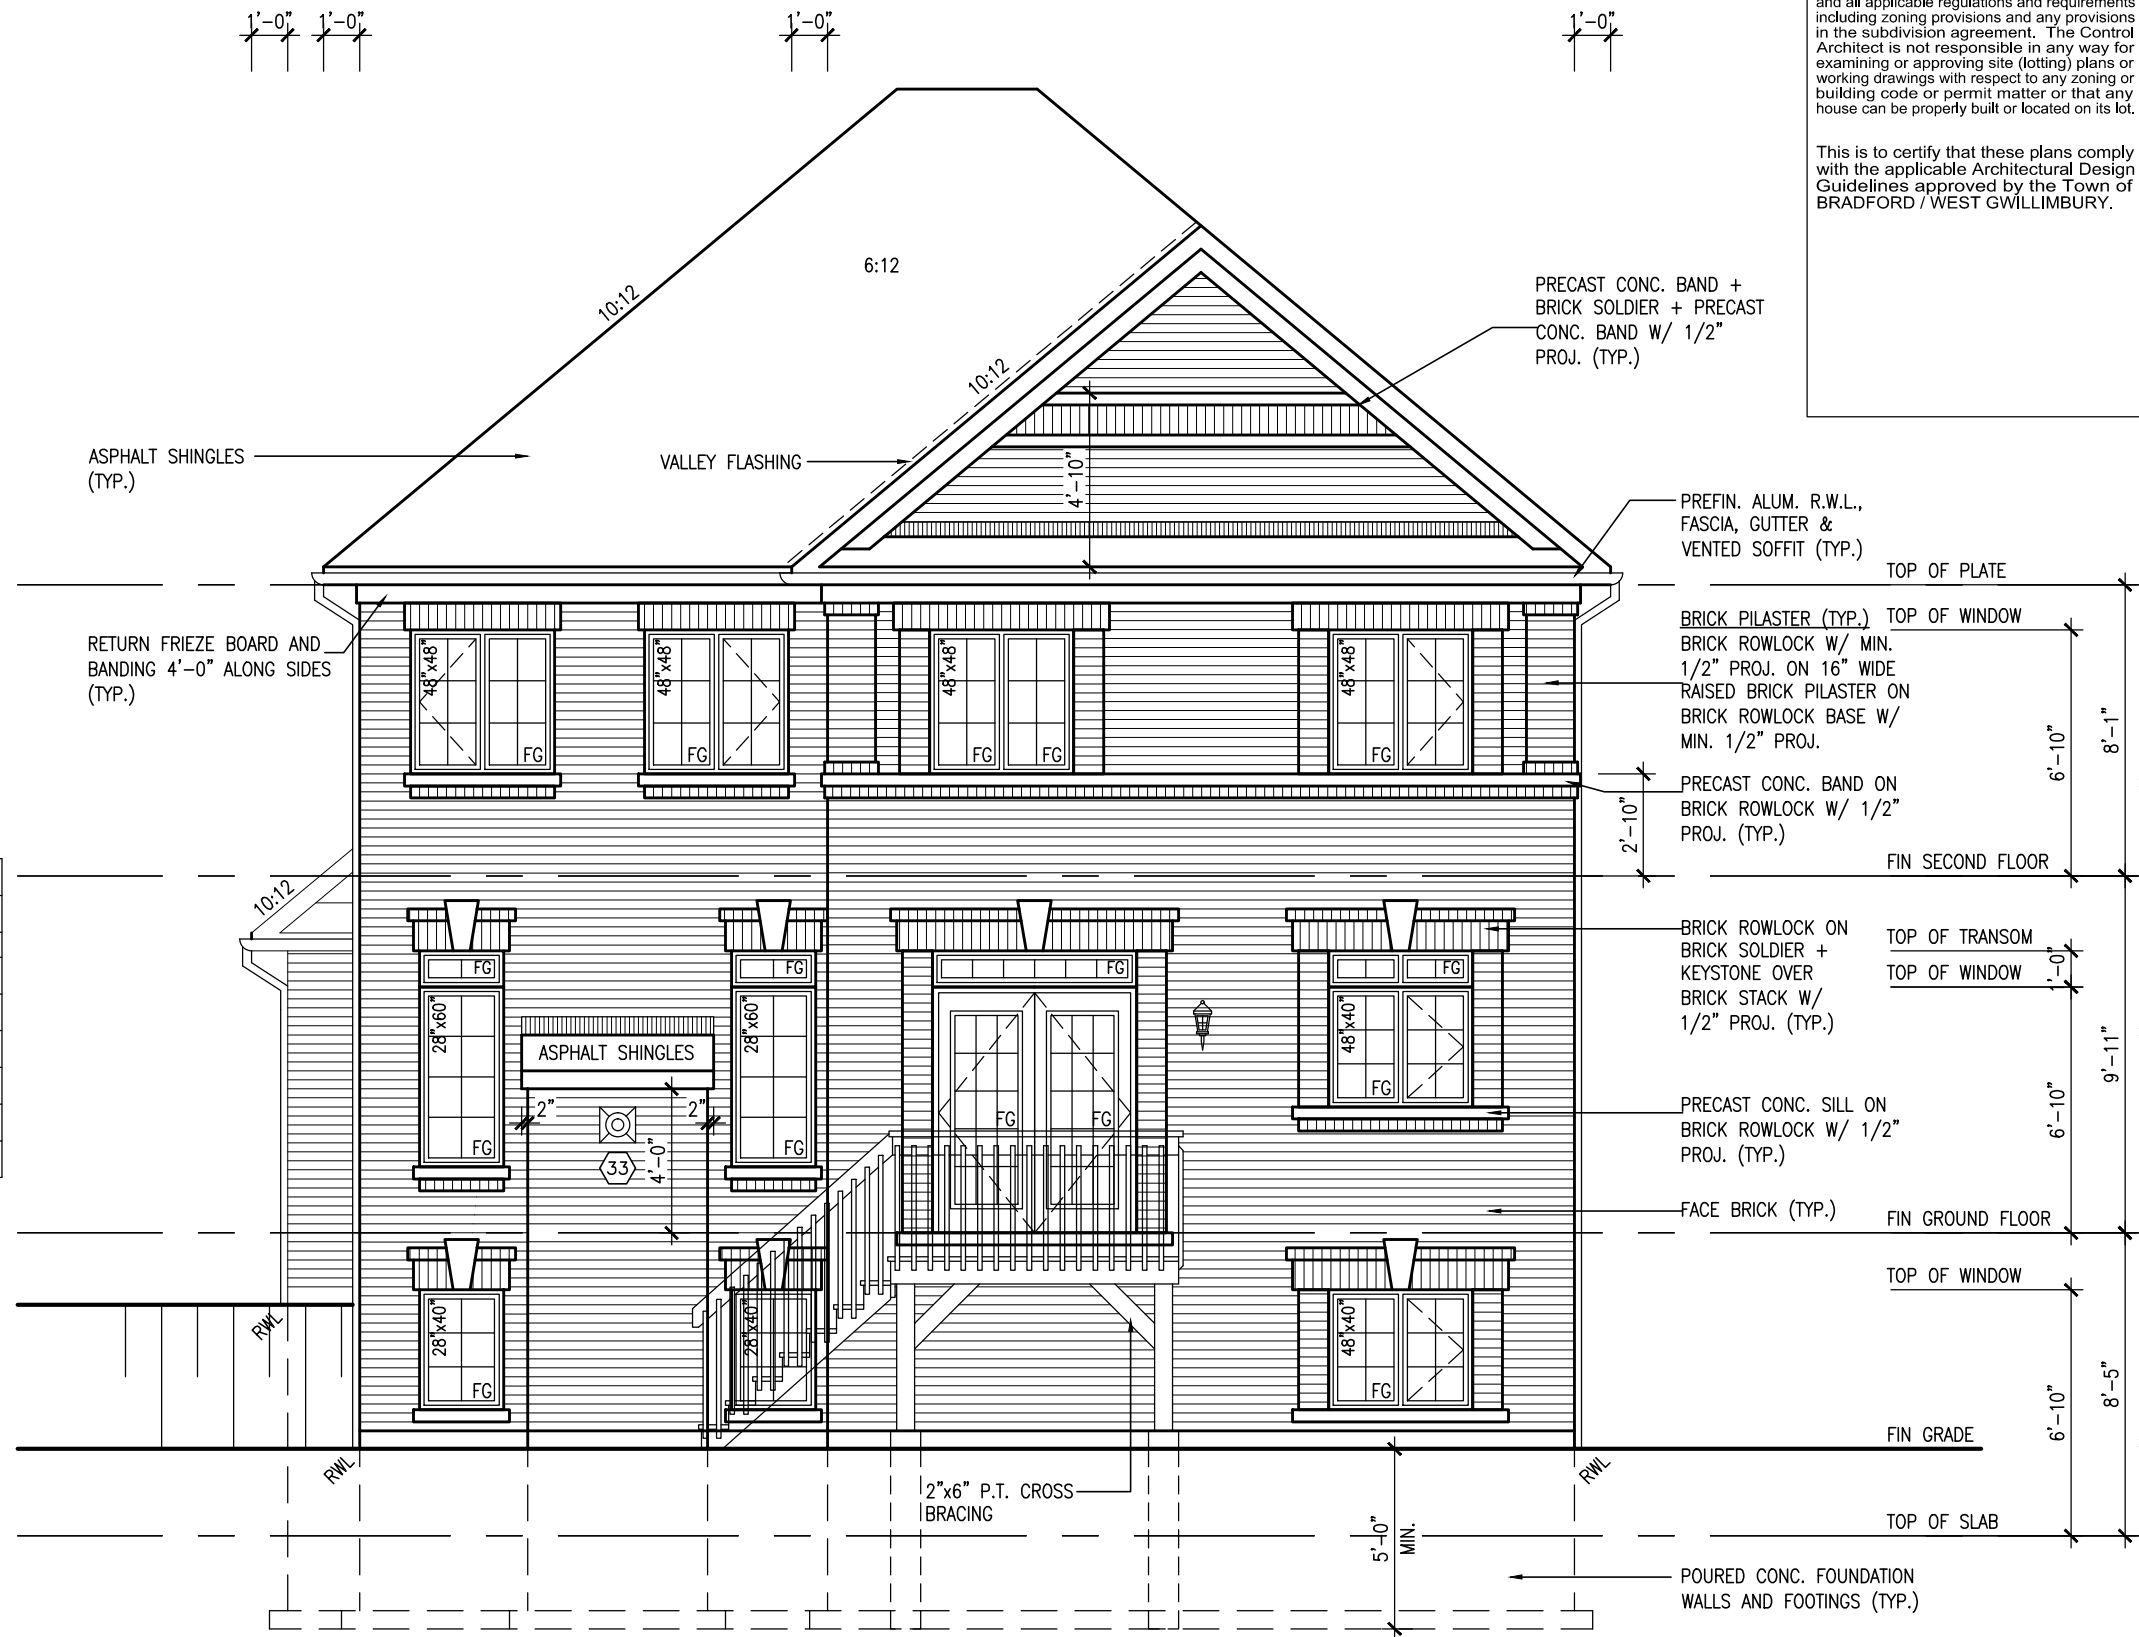 1'-0" 1'-0" 1'-0" 1'-0"
and all applicable regulations and requirements
including zoning provisions and any provisions
in the subdivision agreement. The Control
Architect is not responsible in any way for
examining or approving site (lotting) plans or
working drawings with respect to any zoning or
building code or permit matter or that any
house can be properly built or located on its lot.
This is to certify that these plans comply
with the applicable Architectural Design
Guidelines approved by the Town of
BRADFORD / WEST GWILLIMBURY.
6:12
10:12
10:12
PRECAST CONC. BAND +
BRICK SOLDIER + PRECAST
CONC. BAND W/ 1/2"
PROJ. (TYP.)
ASPHALT SHINGLES
(TYP.)
VALLEY FLASHING
4'-10"
PREFIN. ALUM. R.W.L.,
FASCIA, GUTTER &
VENTED SOFFIT (TYP.)
TOP OF PLATE
RETURN FRIEZE BOARD AND
BANDING 4'-0" ALONG SIDES
(TYP.)
48"x48" 48"x48" 48"x48" 48"x48"
FG FG FG FG FG
BRICK PILASTER (TYP.)
BRICK ROWLOCK W/ MIN.
1/2" PROJ. ON 16" WIDE
RAISED BRICK PILASTER ON
BRICK ROWLOCK BASE W/
MIN. 1/2" PROJ.
TOP OF WINDOW
6'-10"
8'-1"
PRECAST CONC. BAND ON
BRICK ROWLOCK W/ 1/2"
PROJ. (TYP.)
2'-10"
FIN SECOND FLOOR
10:12
BRICK ROWLOCK ON
BRICK SOLDIER +
KEYSTONE OVER
BRICK STACK W/
1/2" PROJ. (TYP.)
TOP OF TRANSOM
TOP OF WINDOW
1'-0"
FG FG FG FG
28"x60" 28"x60" 48"x40"
ASPHALT SHINGLES
2" 2"
33
4'-0"
FG FG FG FG FG
6'-10"
9'-11"
PRECAST CONC. SILL ON
BRICK ROWLOCK W/ 1/2"
PROJ. (TYP.)
FACE BRICK (TYP.)
FIN GROUND FLOOR
TOP OF WINDOW
28"x40" 28"x40" 48"x40"
FG FG
RWL
6'-10"
8'-5"
FIN GRADE
RWL
RWL
2"x6" P.T. CROSS
BRACING
5'-0"
MIN.
TOP OF SLAB
POURED CONC. FOUNDATION
WALLS AND FOOTINGS (TYP.)